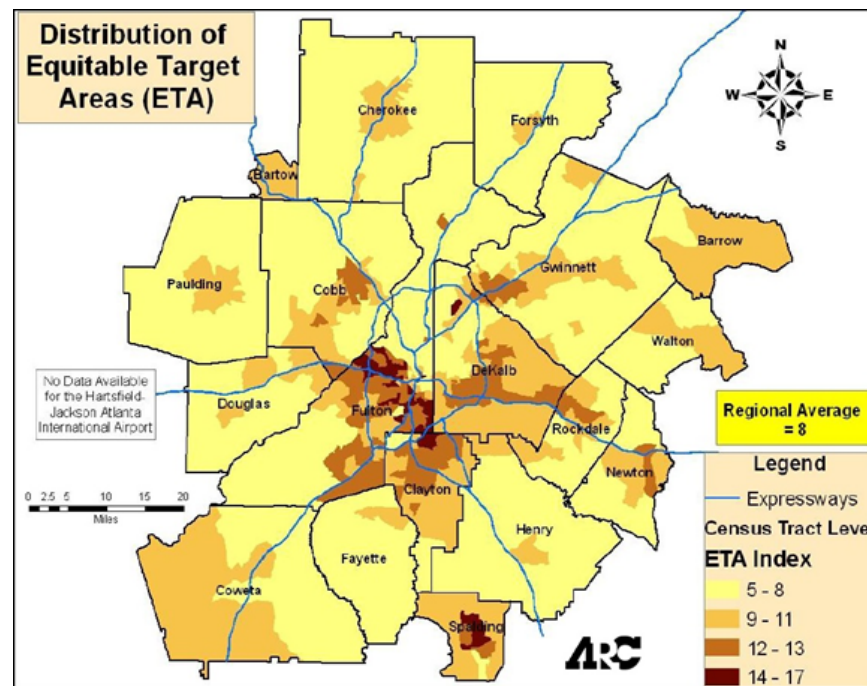 Distribution of
Equitable Target
Areas (ETA)
N
W
E
S
Cherokee
Forsyth
Bartow
Barrow
Gwinnett
Paulding
Cobb
Walton
DeKalb
No Data Available
for the Hartsfield-
Jackson Atlanta
International Airport
Douglas
Fulton
Rockdale
Regional Average
= 8
Newton
Clayton
Legend
Expressways
0 2.5 5 10 15 20
Miles
Henry
Census Tract Level
Fayette
ETA Index
Coweta
5 - 8
9 - 11
Spalding
12 - 13
ARC
14 - 17